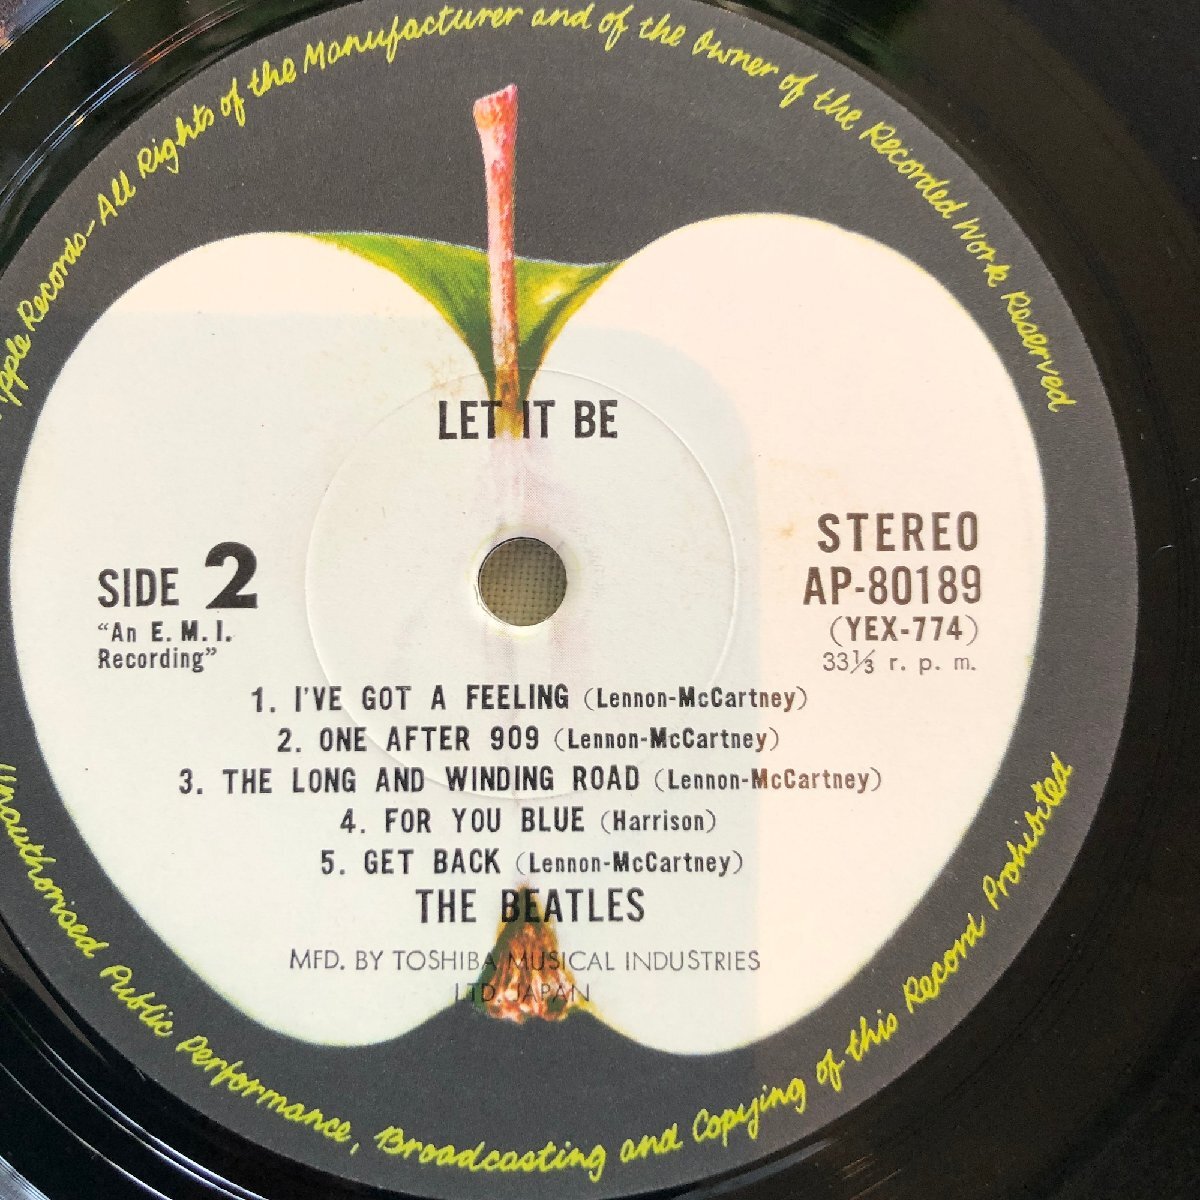 Apple Records—All Rights of the Manufacturer and of the Owner of the Recorded Work Reserved
LET IT BE
STEREO
AP-80189
(YEX-774)
33⅓ r. p. m.
SIDE 2
“An E. M. I.
Recording”
1. I'VE GOT A FEELING (Lennon-McCartney)
2. ONE AFTER 909 (Lennon-McCartney)
3. THE LONG AND WINDING ROAD (Lennon-McCartney)
4. FOR YOU BLUE (Harrison)
5. GET BACK (Lennon-McCartney)
THE BEATLES
MFD. BY TOSHIBA MUSICAL INDUSTRIES
LTD. JAPAN
Unauthorised Public Performance, Broadcasting and Copying of this Record Prohibited